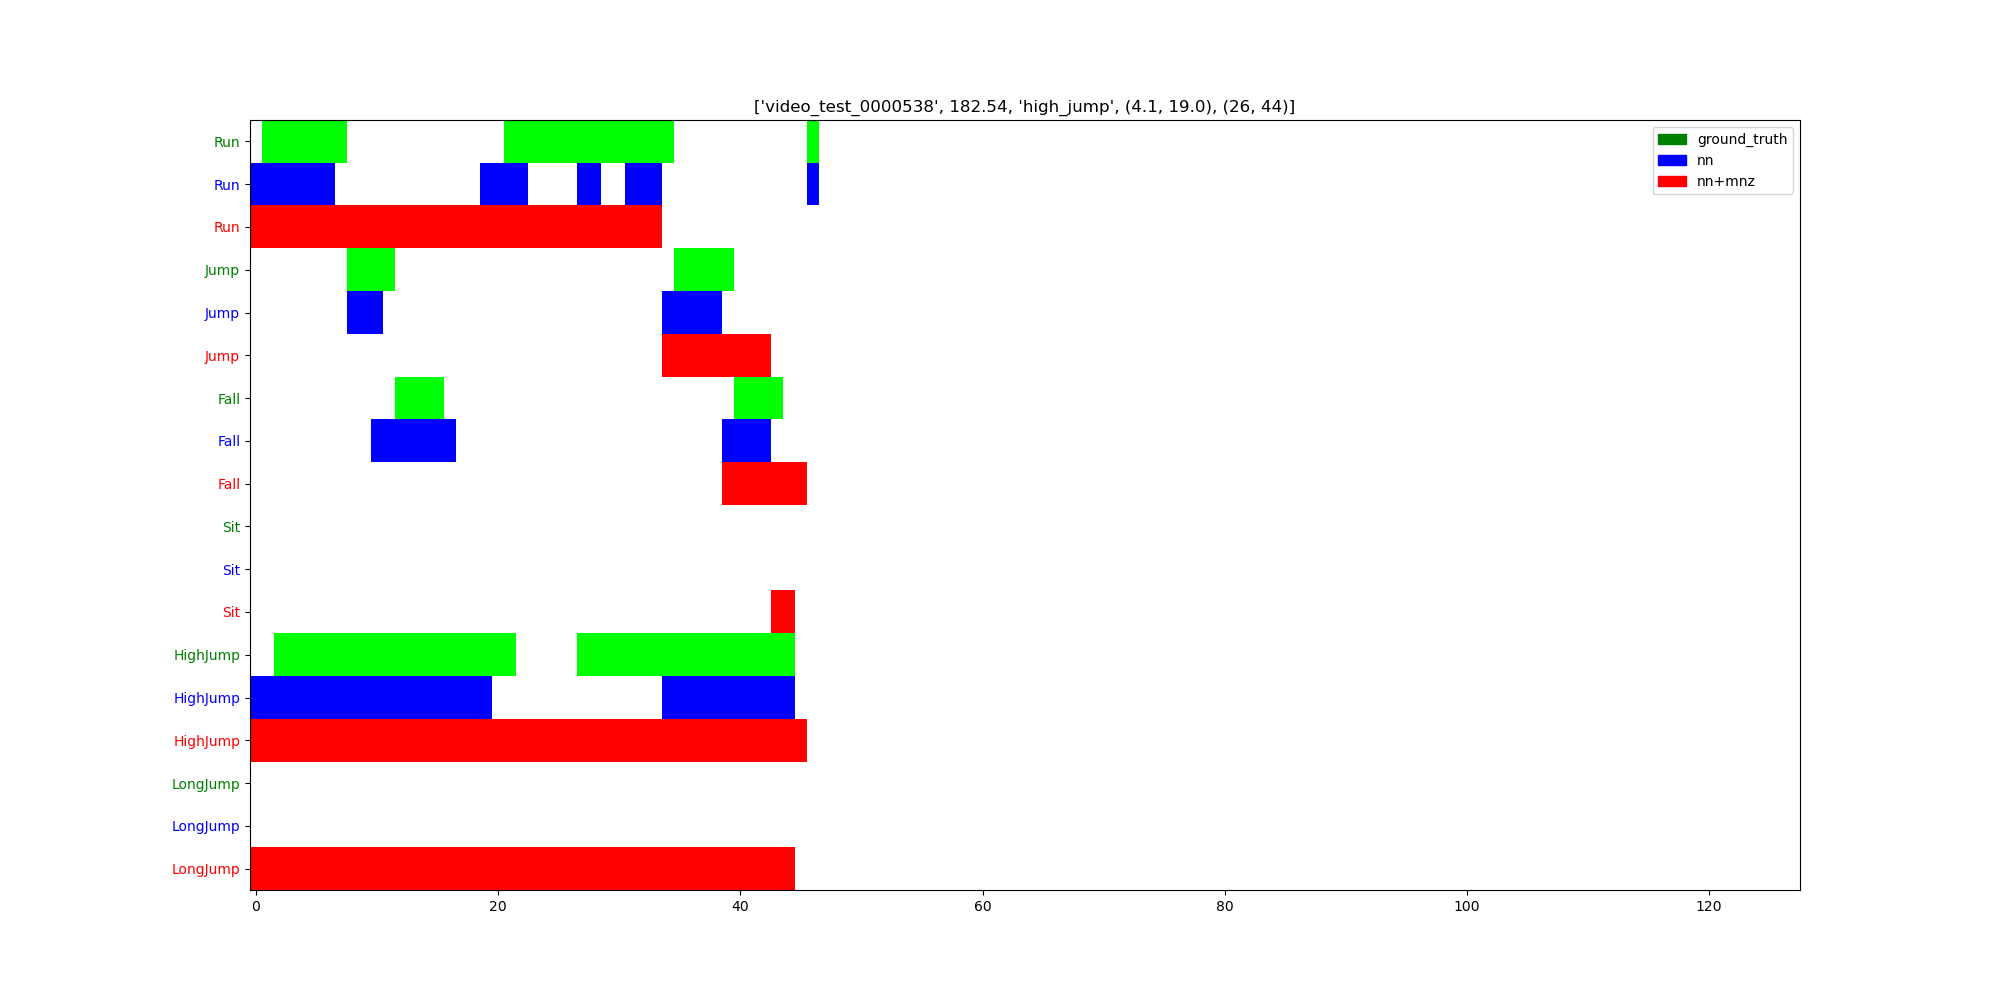 ['video_test_0000538', 182.54, 'high_jump', (4.1, 19.0), (26, 44)]
Run
Run
Run
Jump
Jump
Jump
Fall
Fall
Fall
Sit
Sit
Sit
HighJump
HighJump
HighJump
LongJump
LongJump
LongJump
ground_truth
nn
nn+mnz
0 20 40 60 80 100 120